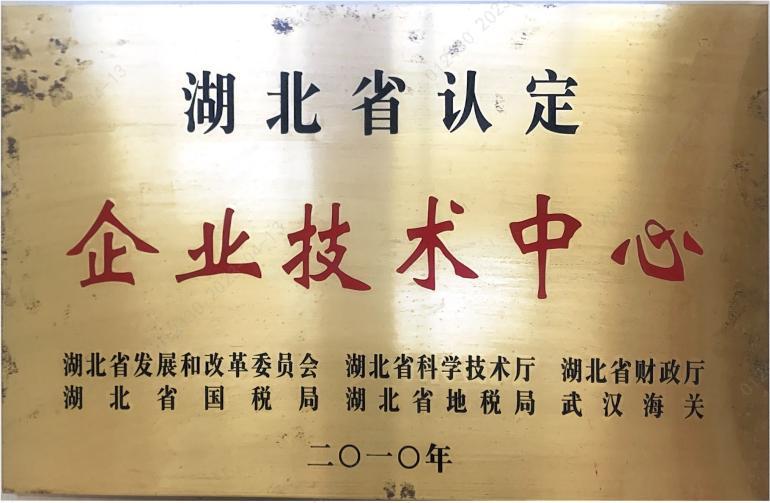 湖北省认定
企业技术中心
湖北省发展和改革委员会 湖北省科学技术厅 湖北省财政厅
湖北省国税局 湖北省地税局 武汉海关
二〇一〇年